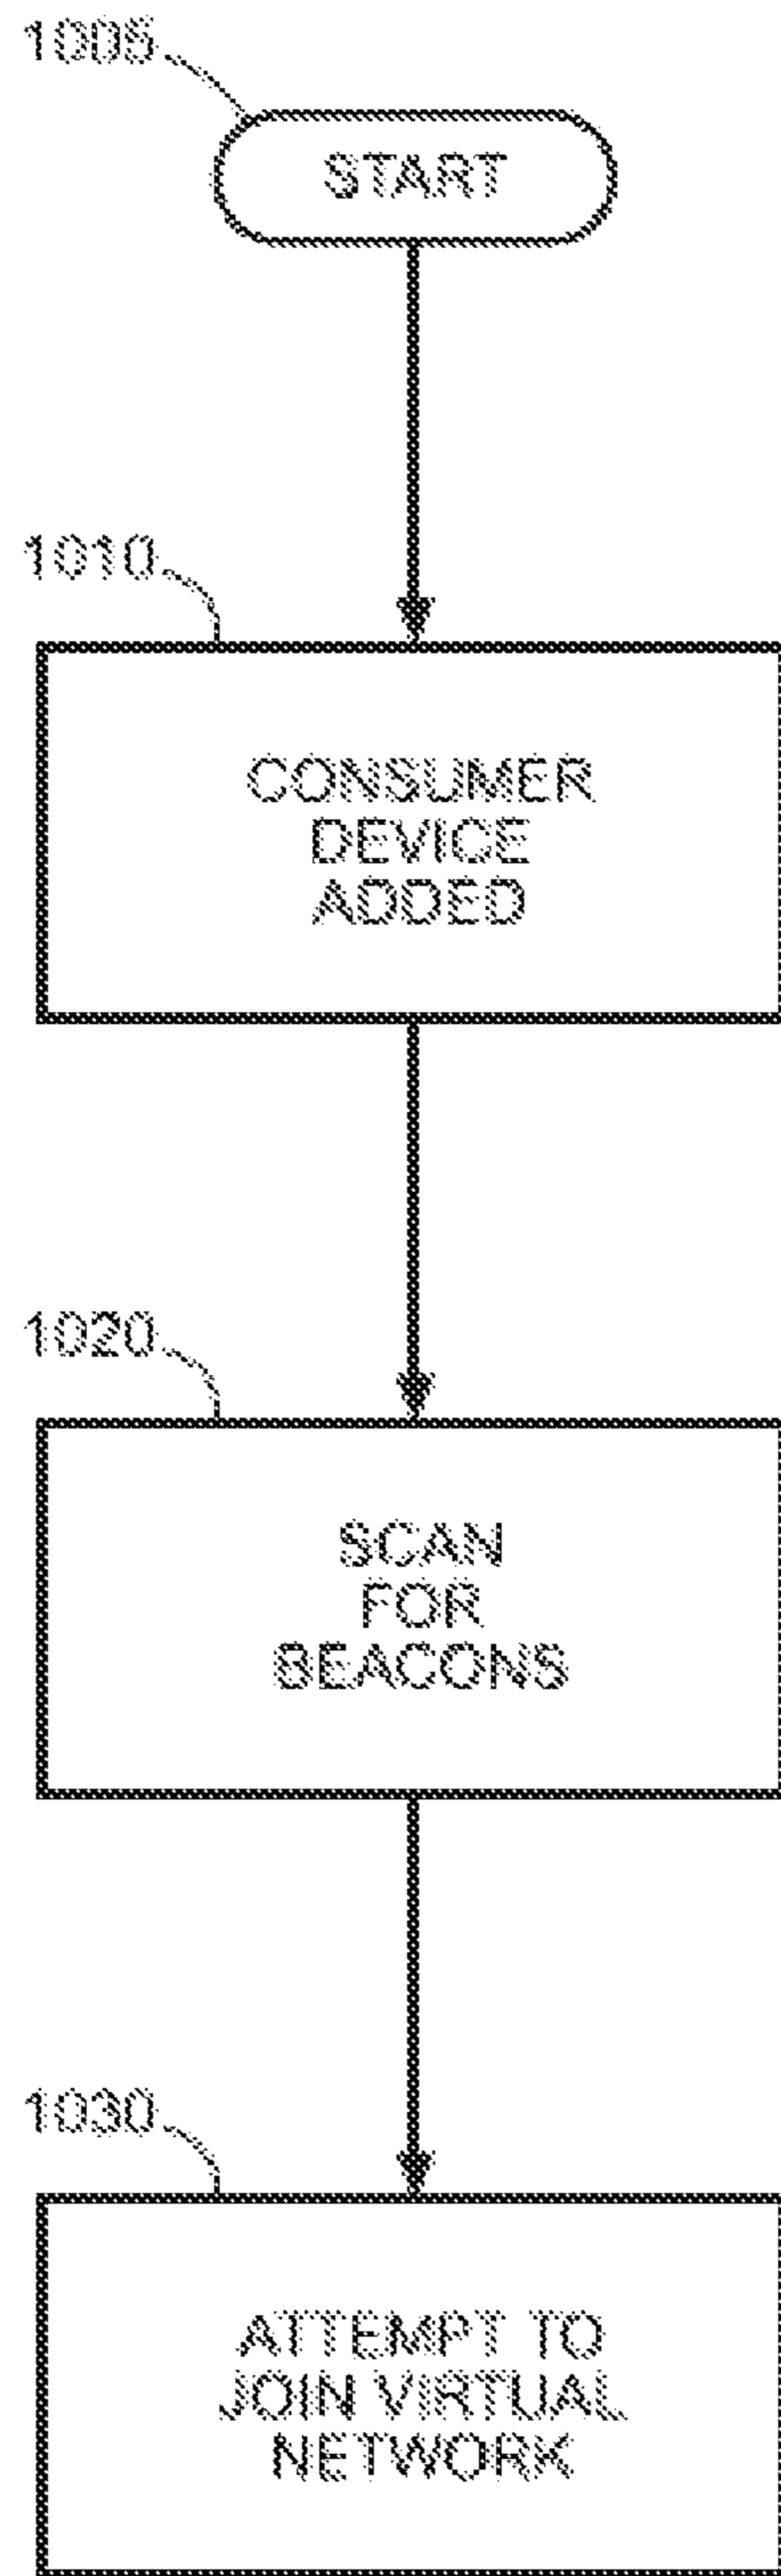 1005
START
1010
CONSUMER
DEVICE
ADDED
1020
SCAN
FOR
BEACONS
1030
ATTEMPT TO
JOIN VIRTUAL
NETWORK